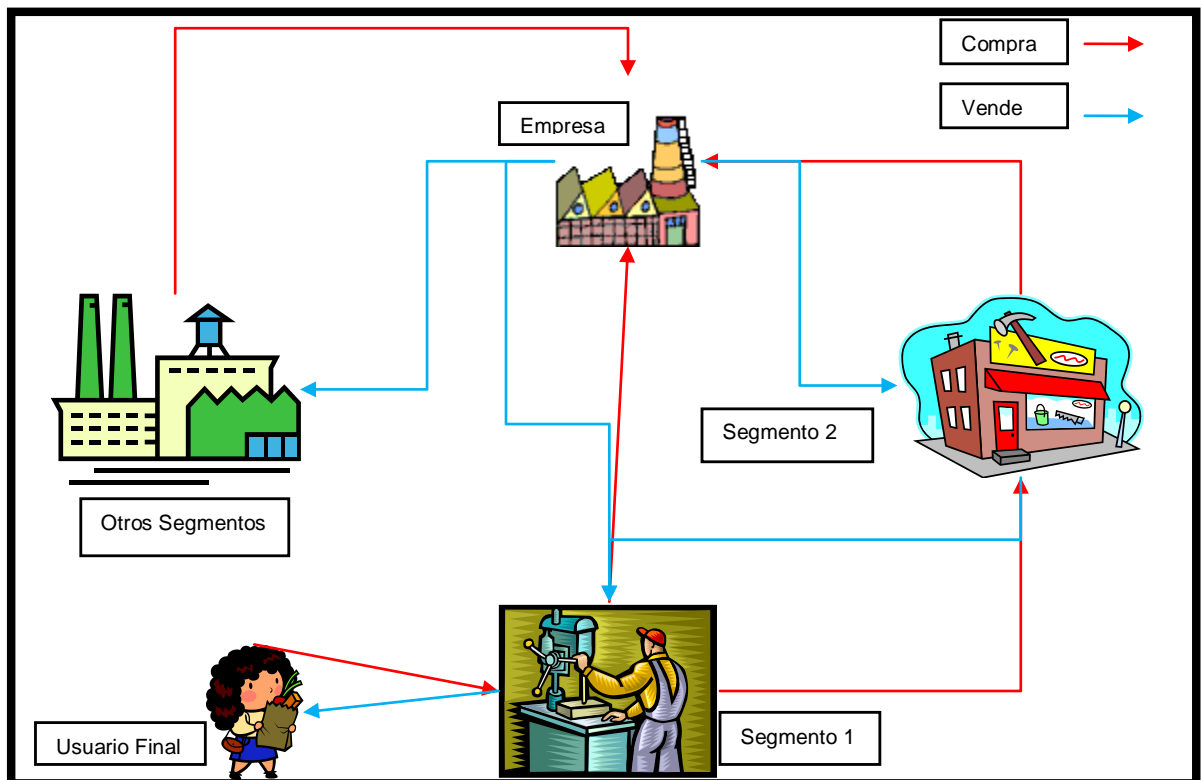 Compra
Vende
Empresa
Segmento 2
Otros Segmentos
Usuario Final
Segmento 1